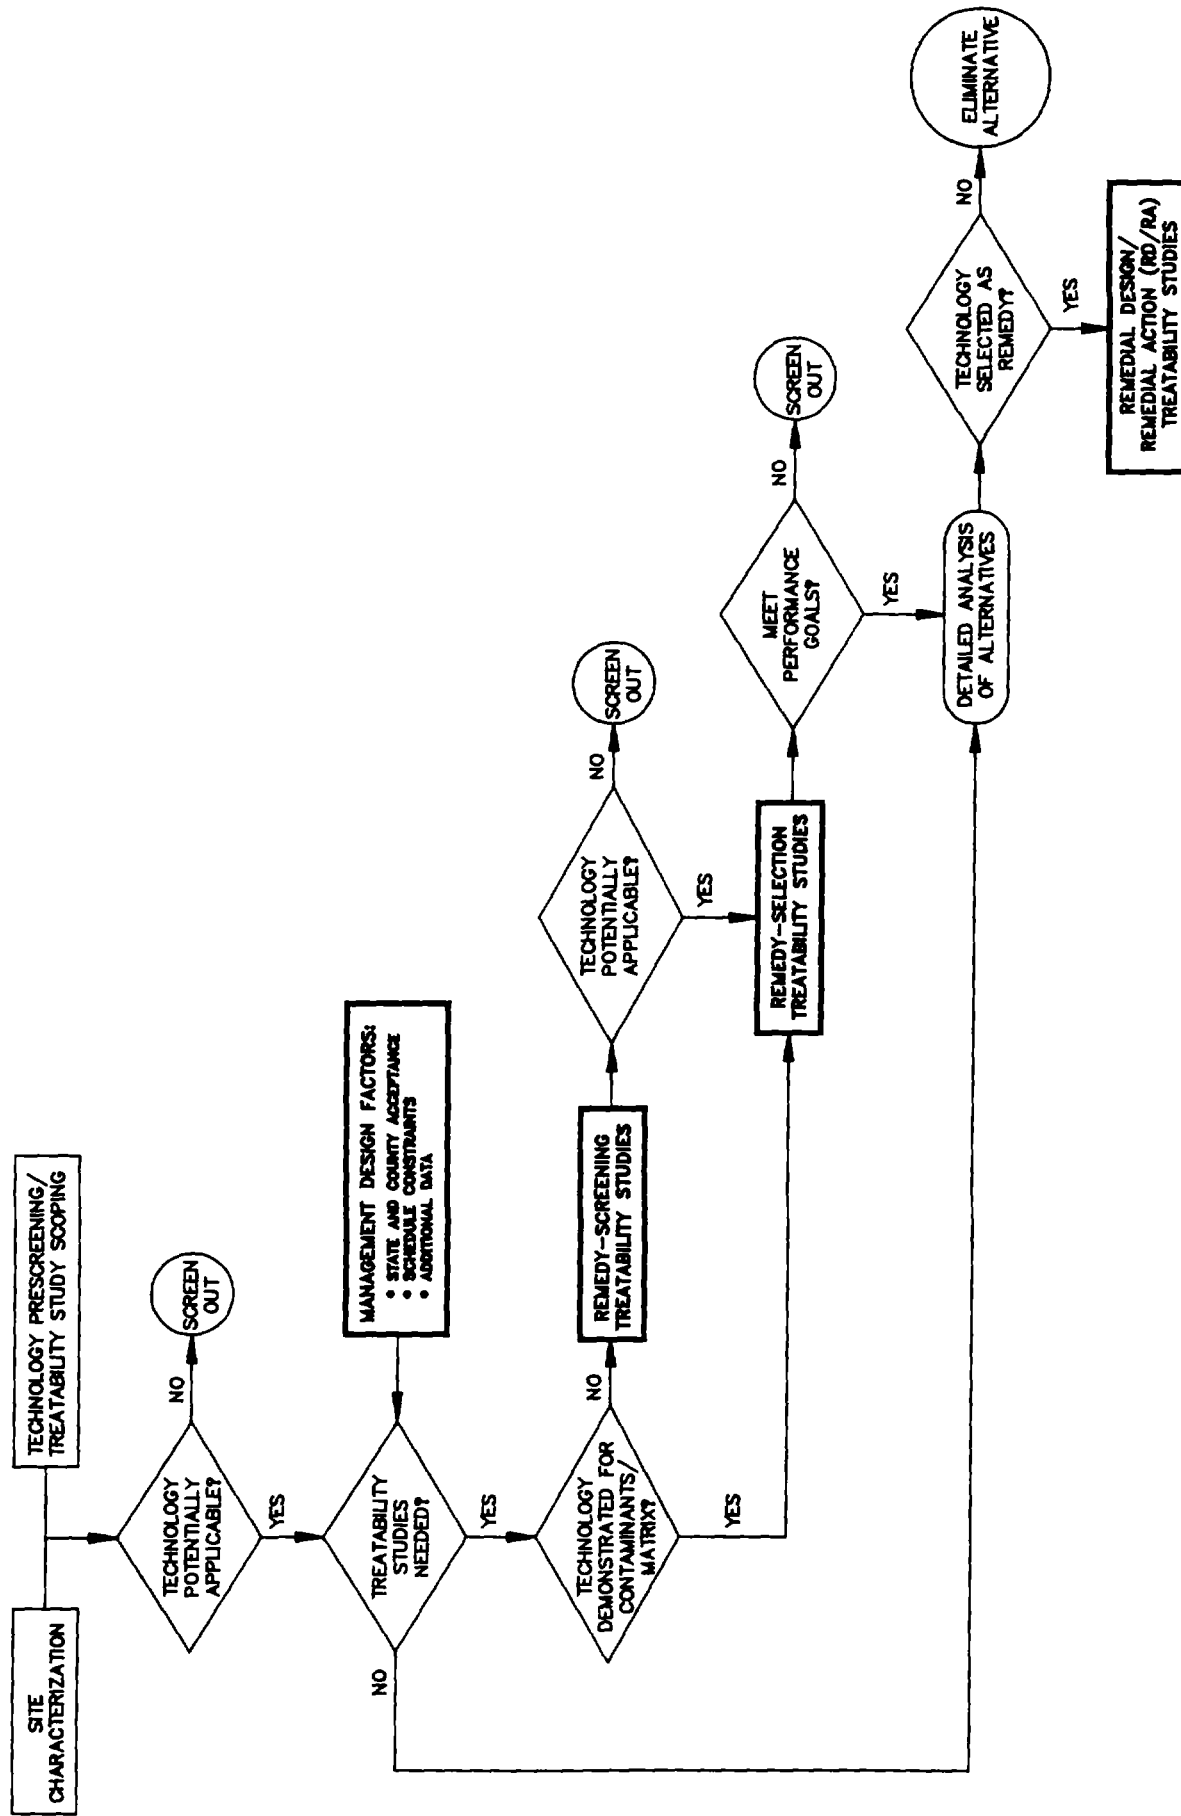 SITE
CHARACTERIZATION
TECHNOLOGY PRESCREENING/
TREATABILITY STUDY SCOPING
TECHNOLOGY
POTENTIALLY
APPLICABLE?
NO
SCREEN
OUT
YES
TREATABILITY
STUDIES
NEEDED?
MANAGEMENT DESIGN FACTORS:
• STATE AND COUNTY ACCEPTANCE
• SCHEDULE CONSTRAINTS
• ADDITIONAL DATA
NO
YES
TECHNOLOGY
DEMONSTRATED FOR
CONTAMINANTS/
MATRIX?
NO
REMEDY-SCREENING
TREATABILITY STUDIES
TECHNOLOGY
POTENTIALLY
APPLICABLE?
NO
SCREEN
OUT
YES
YES
REMEDY-SELECTION
TREATABILITY STUDIES
MEET
PERFORMANCE
GOALS?
NO
SCREEN
OUT
YES
DETAILED ANALYSIS
OF ALTERNATIVES
TECHNOLOGY
SELECTED AS
REMEDY?
NO
ELIMINATE
ALTERNATIVE
YES
REMEDIAL DESIGN/
REMEDIAL ACTION (RD/RA)
TREATABILITY STUDIES